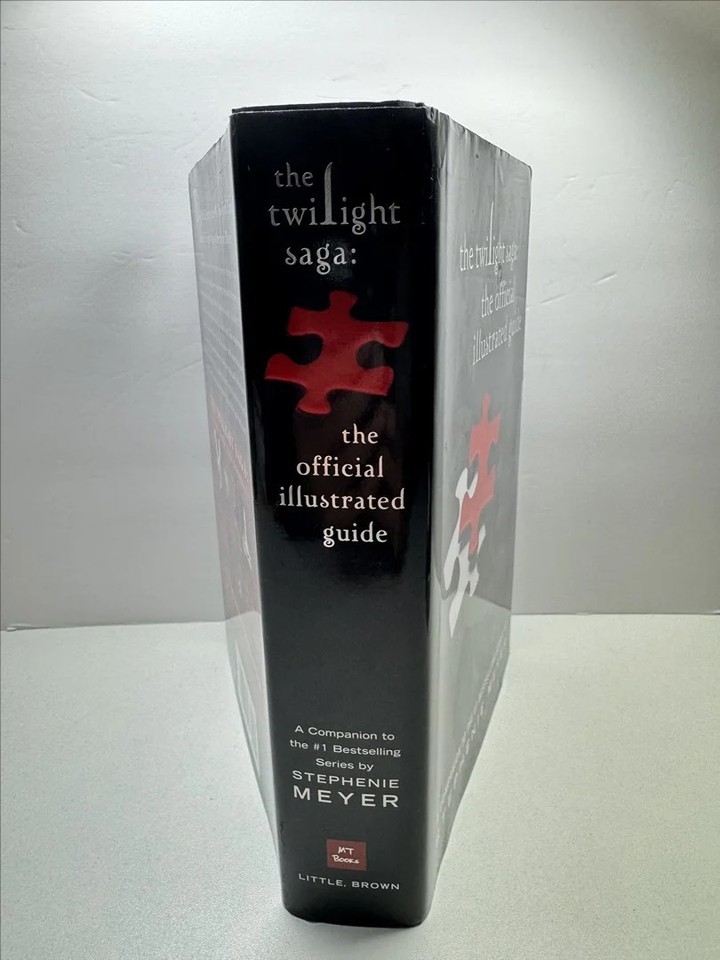 the
twilight
saga:
the
official
illustrated
guide
A Companion to
the #1 Bestselling
Series by
STEPHENIE
MEYER
MT
Books
LITTLE, BROWN
the twilight saga
the official
illustrated guide